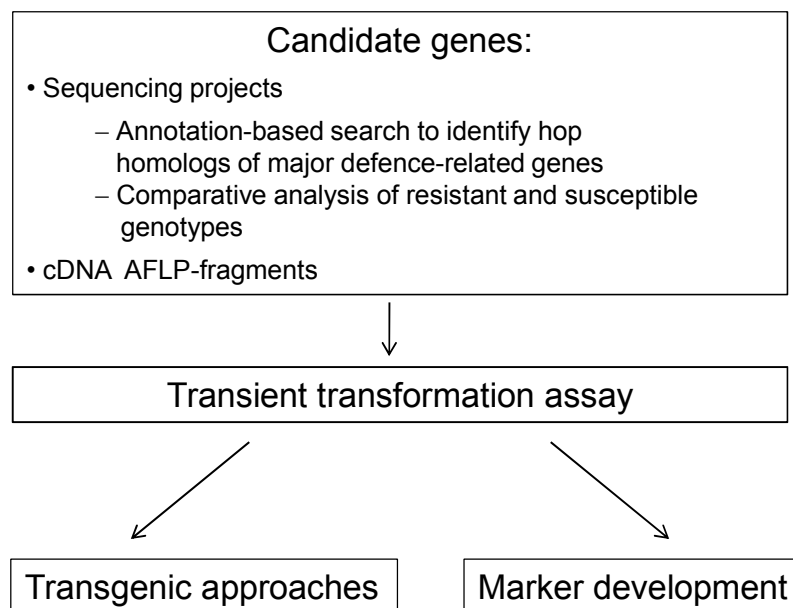 Candidate genes:
• Sequencing projects
– Annotation-based search to identify hop
homologs of major defence-related genes
– Comparative analysis of resistant and susceptible
genotypes
• cDNA AFLP-fragments
Transient transformation assay
Transgenic approaches
Marker development